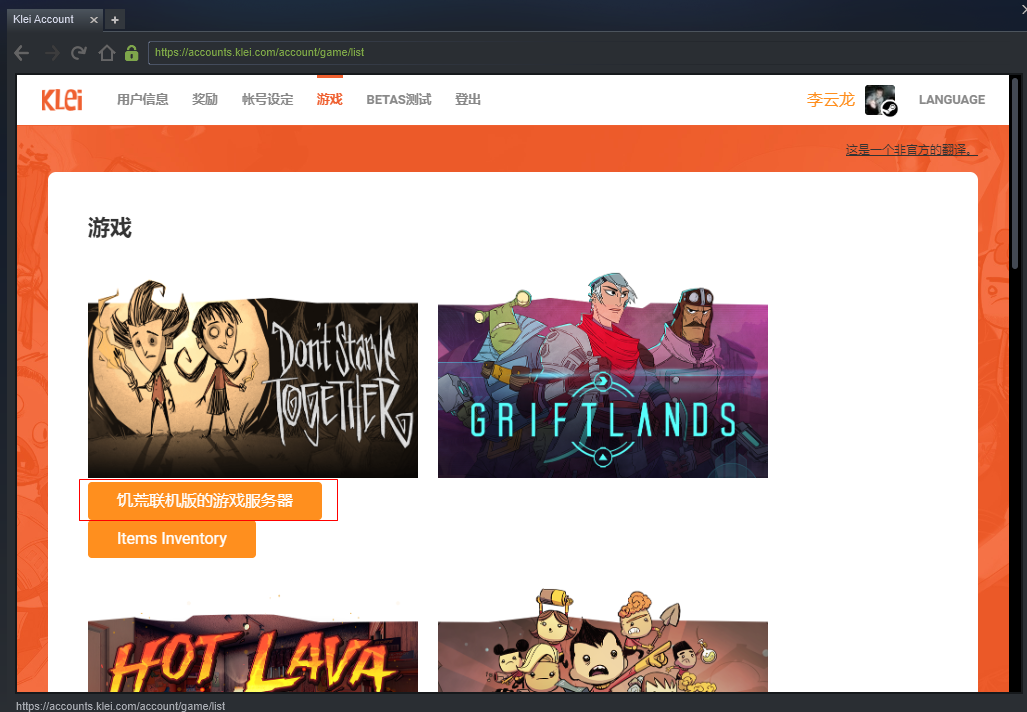 Klei Account
https://accounts.klei.com/account/game/list
KLei 用户信息 奖励 帐号设定 游戏 BETAS测试 登出 李云龙 LANGUAGE
这是一个非官方的翻译。
游戏
Don't Starve
TOGETHER
GRIFTLANDS
饥荒联机版的游戏服务器
Items Inventory
HOT LAVA
https://accounts.klei.com/account/game/list